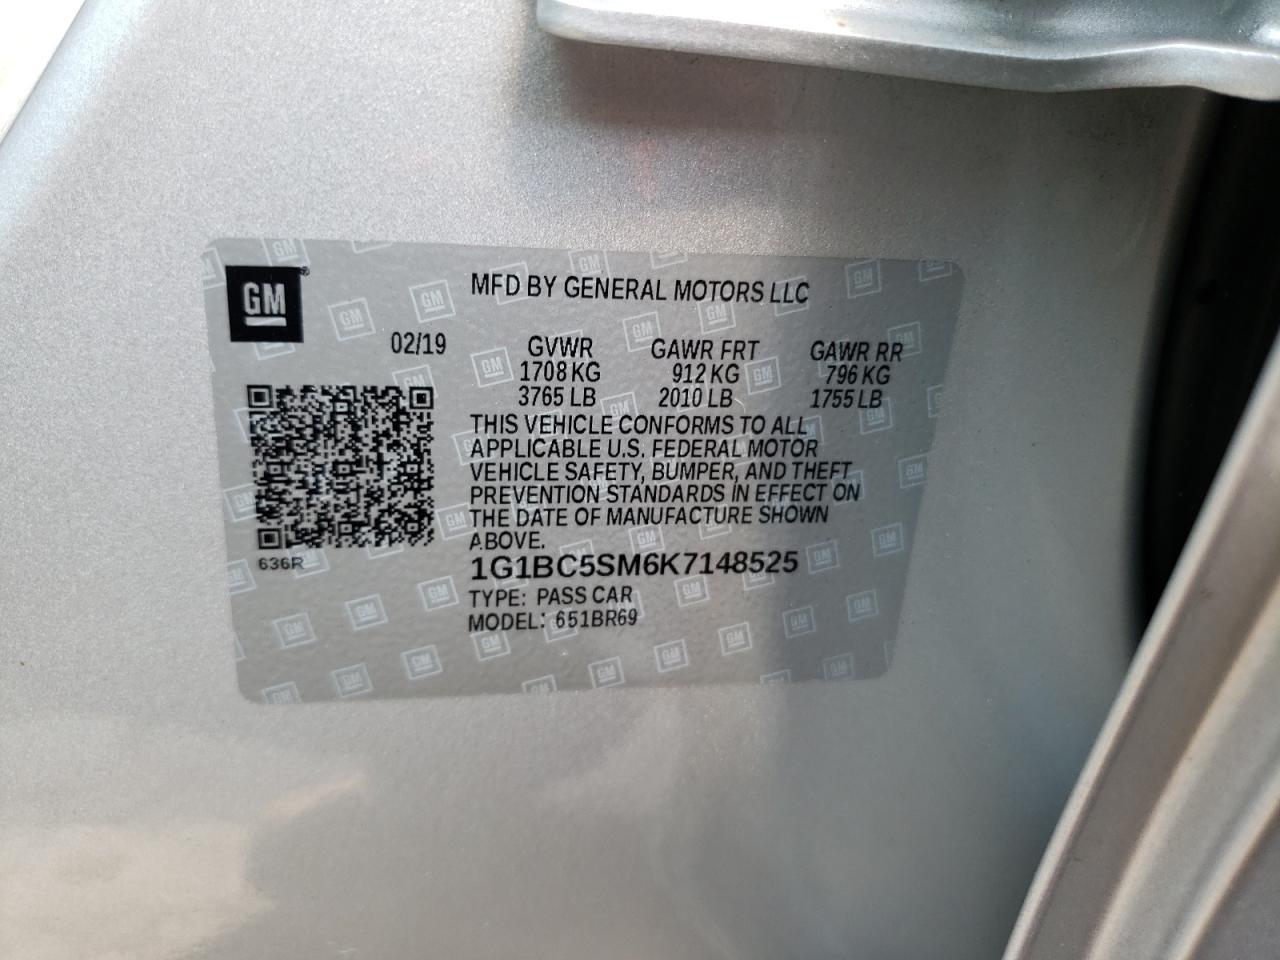 GM
MFD BY GENERAL MOTORS LLC
02/19 GVWR GAWR FRT GAWR RR
1708 KG 912 KG 796 KG
3765 LB 2010 LB 1755 LB
THIS VEHICLE CONFORMS TO ALL
APPLICABLE U.S. FEDERAL MOTOR
VEHICLE SAFETY, BUMPER, AND THEFT
PREVENTION STANDARDS IN EFFECT ON
THE DATE OF MANUFACTURE SHOWN
ABOVE.
636R
1G1BC5SM6K7148525
TYPE: PASS CAR
MODEL: 651BR69